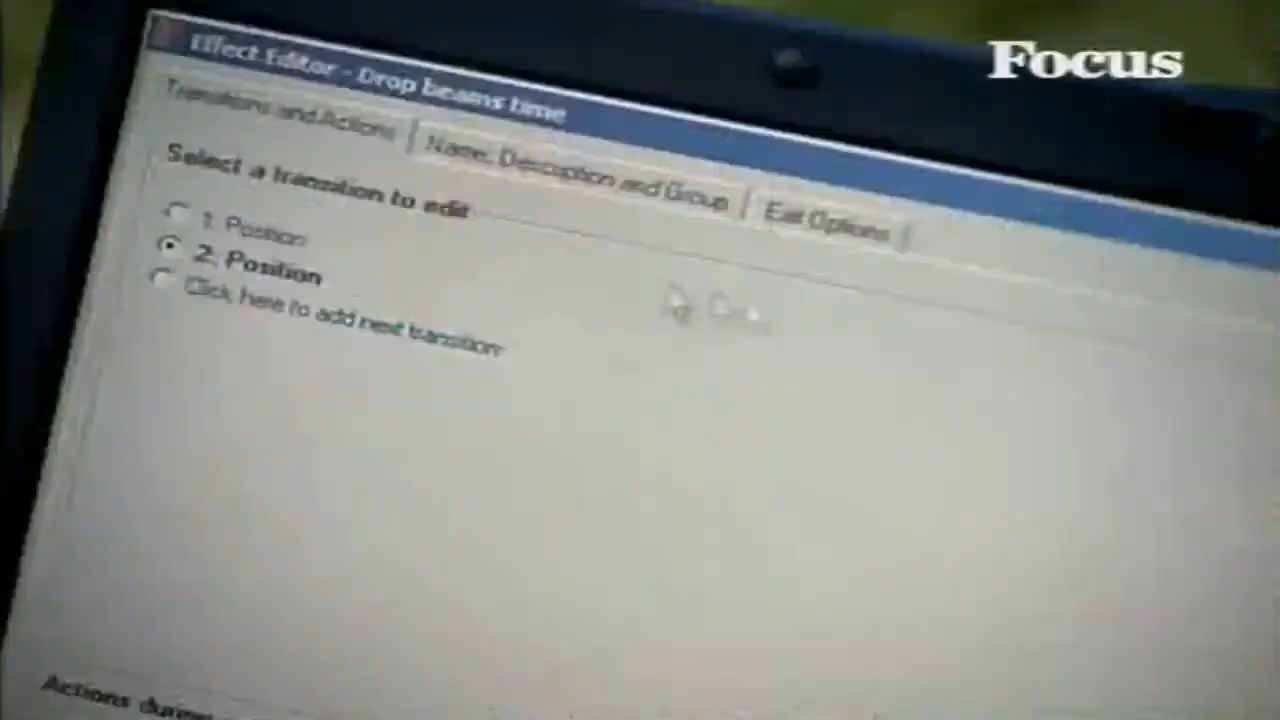 Focus
Effect Editor - Drop beams time
Transitions and Actions
Name, Description and Group
Exit Options
Select a transition to edit
1. Position
2. Position
Click here to add next transition
Actions during